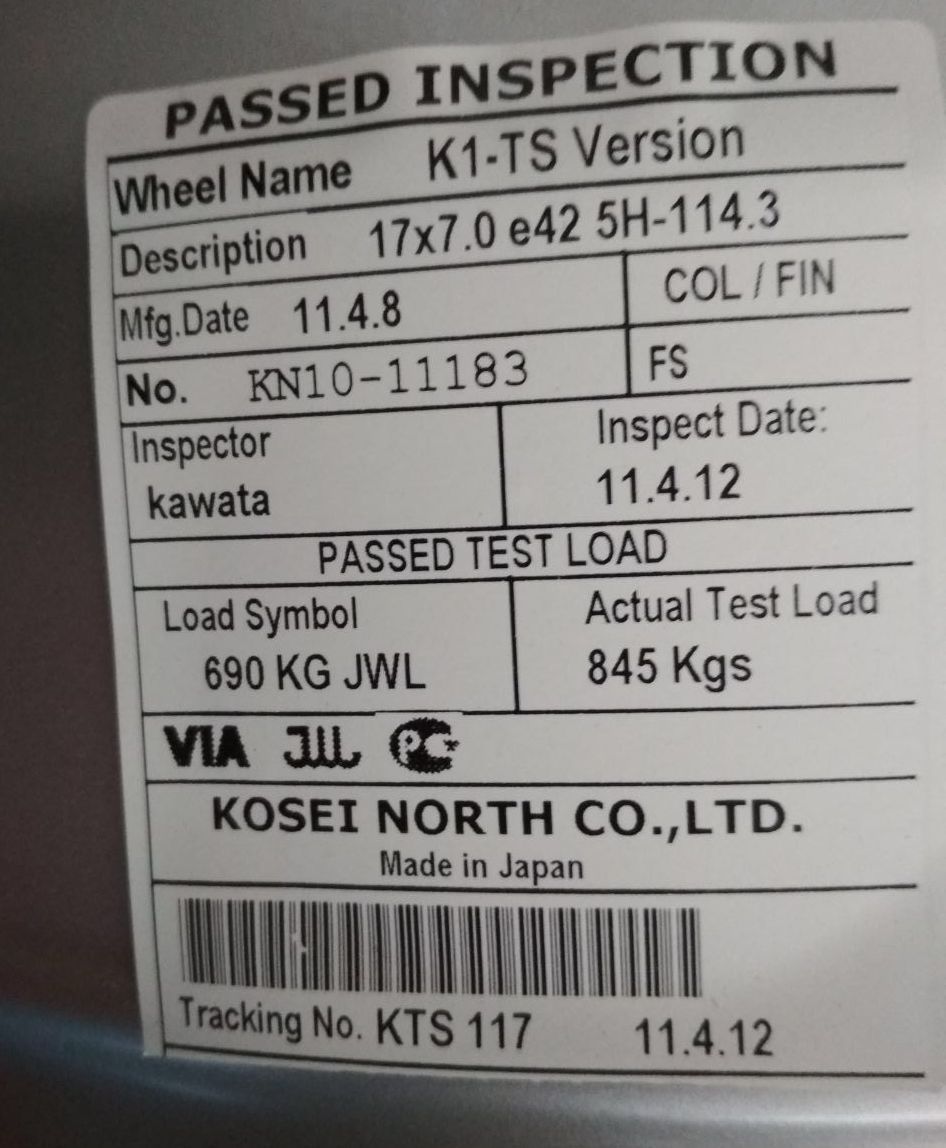 PASSED INSPECTION
Wheel Name K1-TS Version
Description 17x7.0 e42 5H-114.3
Mfg.Date 11.4.8 COL / FIN
No. KN10-11183 FS
Inspector Inspect Date:
kawata 11.4.12
PASSED TEST LOAD
Load Symbol Actual Test Load
690 KG JWL 845 Kgs
VIA JWL PC
KOSEI NORTH CO.,LTD.
Made in Japan
Tracking No. KTS 117 11.4.12